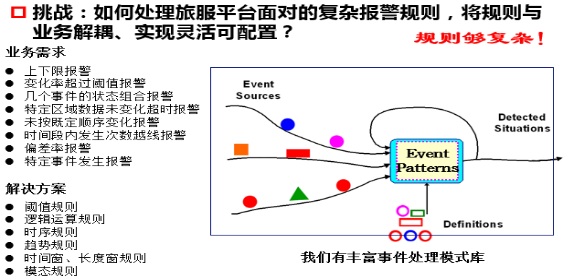 挑战：如何处理旅服平台面对的复杂报警规则，将规则与
业务解耦、实现灵活可配置？
规则够复杂！
业务需求
上下限报警
变化率超过阈值报警
几个事件的状态组合报警
特定区域数据未变化超时报警
未按既定顺序变化报警
时间段内发生次数越线报警
偏差率报警
特定事件发生报警
解决方案
阈值规则
逻辑运算规则
时序规则
趋势规则
时间窗、长度窗规则
模态规则
Event
Sources
Detected
Situations
Event
Patterns
Definitions
我们有丰富事件处理模式库